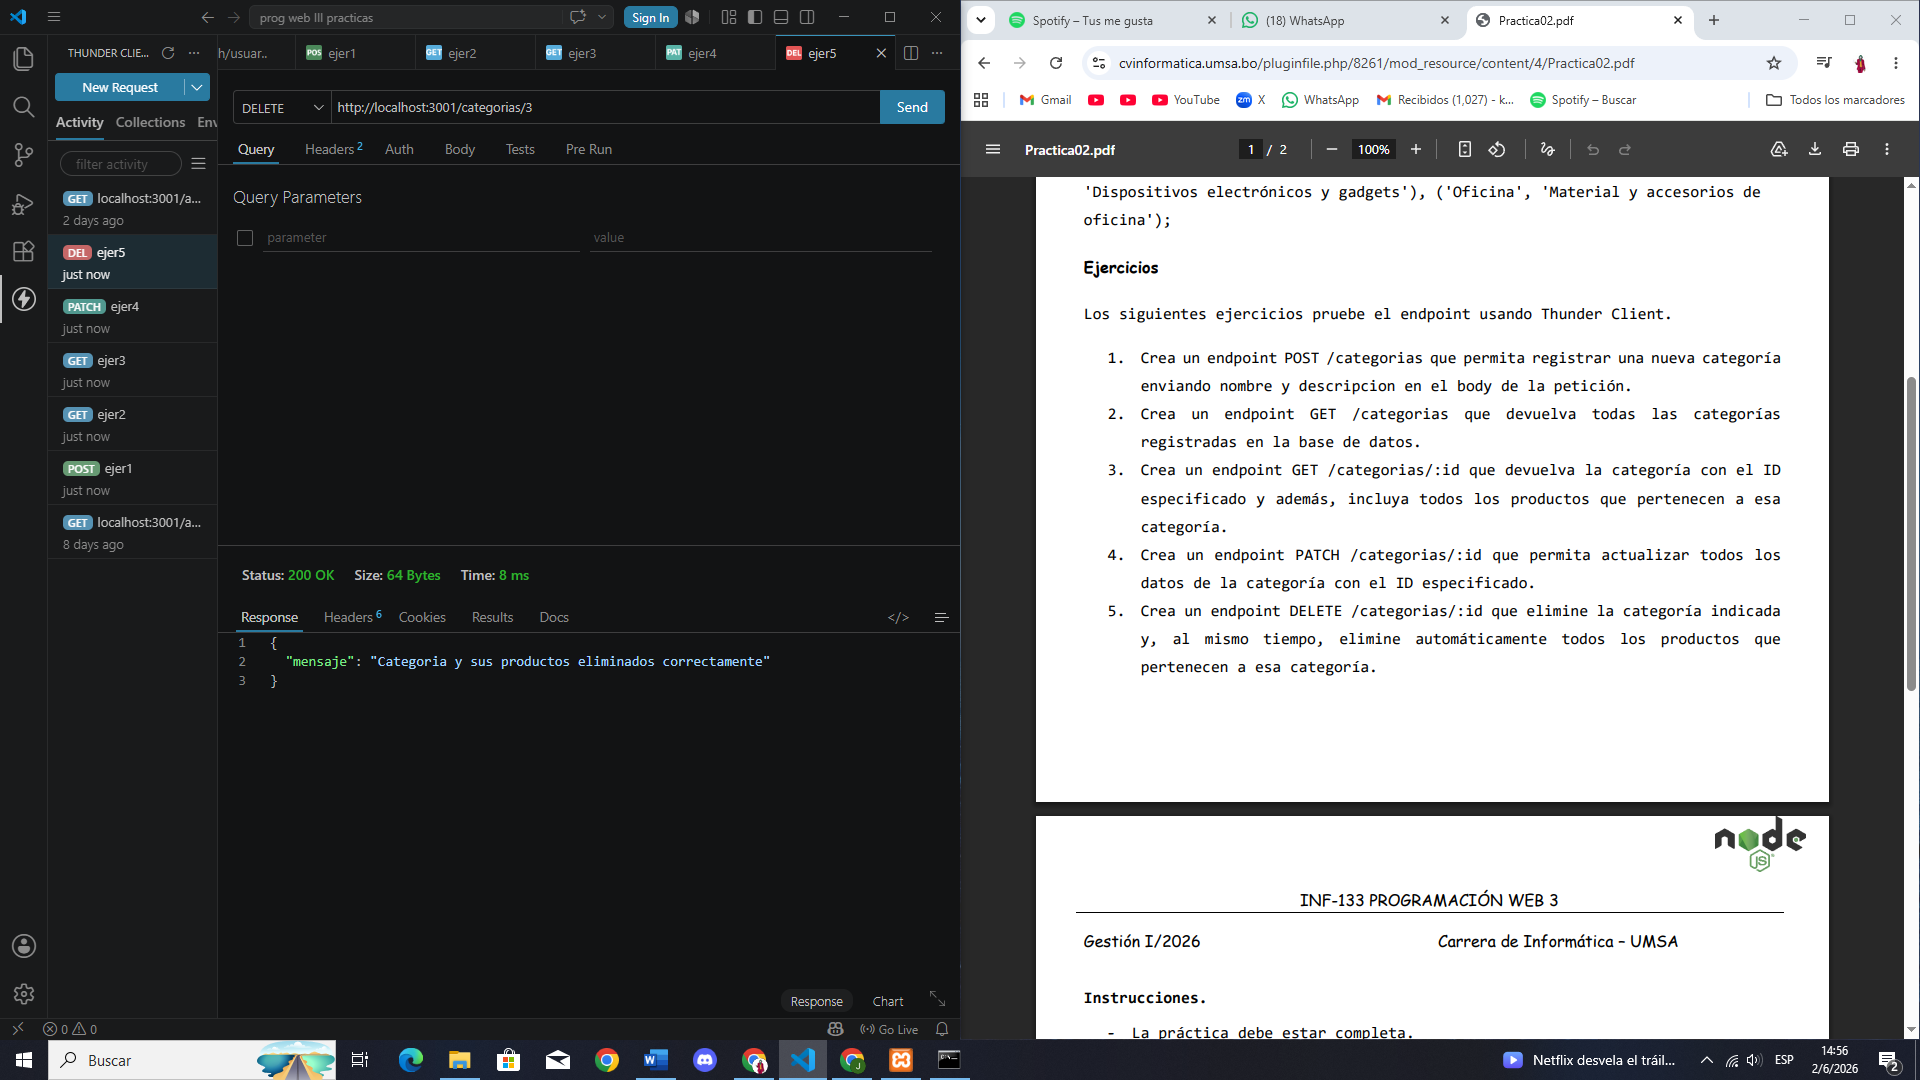 prog web III practicas
Sign In
THUNDER CLIE...
New Request
Activity
Collections
Env
filter activity
GET localhost:3001/a...
2 days ago
DEL ejer5
just now
PATCH ejer4
just now
GET ejer3
just now
GET ejer2
just now
POST ejer1
just now
GET localhost:3001/a...
8 days ago
h/usuar..
POS ejer1
GET ejer2
GET ejer3
PAT ejer4
DEL ejer5
DELETE
http://localhost:3001/categorias/3
Send
Query
Headers 2
Auth
Body
Tests
Pre Run
Query Parameters
parameter
value
Status: 200 OK
Size: 64 Bytes
Time: 8 ms
Response
Headers 6
Cookies
Results
Docs
</>
1 {
2 "mensaje": "Categoria y sus productos eliminados correctamente"
3 }
Response
Chart
0 0
Go Live
Spotify – Tus me gusta
(18) WhatsApp
Practica02.pdf
cvinformatica.umsa.bo/pluginfile.php/8261/mod_resource/content/4/Practica02.pdf
Gmail
YouTube
zm X
WhatsApp
Recibidos (1,027) - k...
Spotify – Buscar
Todos los marcadores
Practica02.pdf
1 / 2
100%
'Dispositivos electrónicos y gadgets'), ('Oficina', 'Material y accesorios de
oficina');
Ejercicios
Los siguientes ejercicios pruebe el endpoint usando Thunder Client.
1. Crea un endpoint POST /categorias que permita registrar una nueva categoría
enviando nombre y descripcion en el body de la petición.
2. Crea un endpoint GET /categorias que devuelva todas las categorías
registradas en la base de datos.
3. Crea un endpoint GET /categorias/:id que devuelva la categoría con el ID
especificado y además, incluya todos los productos que pertenecen a esa
categoría.
4. Crea un endpoint PATCH /categorias/:id que permita actualizar todos los
datos de la categoría con el ID especificado.
5. Crea un endpoint DELETE /categorias/:id que elimine la categoría indicada
y, al mismo tiempo, elimine automáticamente todos los productos que
pertenecen a esa categoría.
node
JS
INF-133 PROGRAMACIÓN WEB 3
Gestión I/2026
Carrera de Informática – UMSA
Instrucciones.
- La práctica debe estar completa.
Buscar
Netflix desvela el tráil...
ESP
14:56
2/6/2026
2